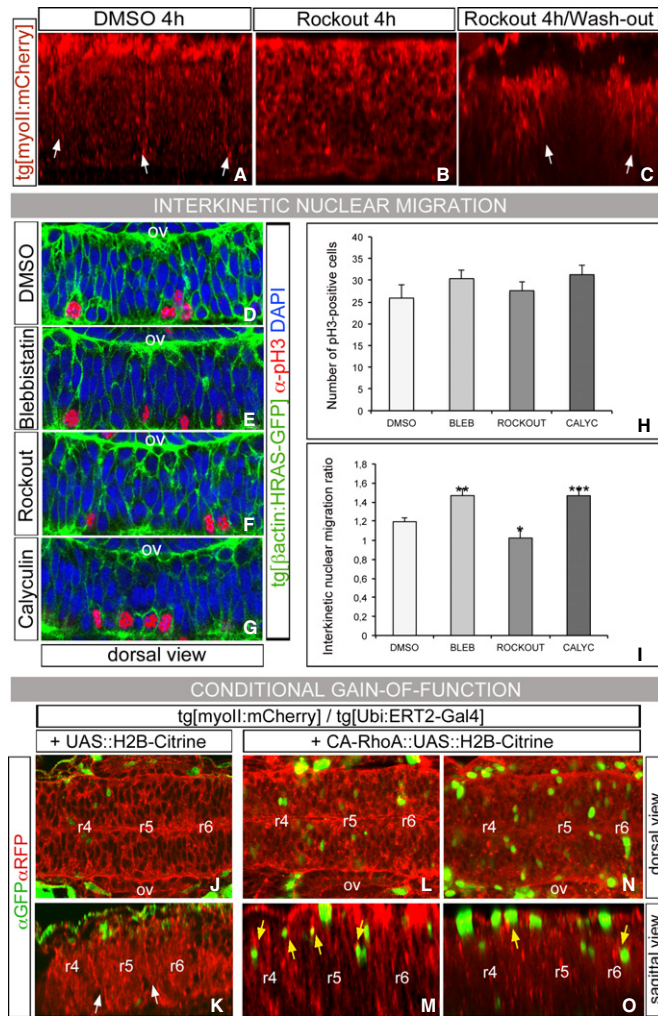 DMSO 4h
Rockout 4h
Rockout 4h/Wash-out
tg[myoII:mCherry]
A
B
C
INTERKINETIC NUCLEAR MIGRATION
DMSO
ov
D
Blebbistatin
ov
E
Rockout
ov
F
Calyculin
ov
G
dorsal view
tg[βactin:HRAS-GFP] α-pH3 DAPI
Number of pH3-positive cells
40
35
30
25
20
15
10
5
0
DMSO
BLEB
ROCKOUT
CALYC
H
Interkinetic nuclear migration ratio
1,8
1,6
1,4
1,2
1
0,8
0,6
0,4
0,2
0
**
*
***
DMSO
BLEB
ROCKOUT
CALYC
I
CONDITIONAL GAIN-OF-FUNCTION
tg[myoII:mCherry] / tg[Ubi:ERT2-Gal4]
+ UAS::H2B-Citrine
+ CA-RhoA::UAS::H2B-Citrine
αGFPαRFP
r4 r5 r6
J
r4 r5 r6
ov
L
r4 r5 r6
N
dorsal view
ov
r4 r5 r6
K
r4 r5 r6
M
r4 r5 r6
O
sagittal view